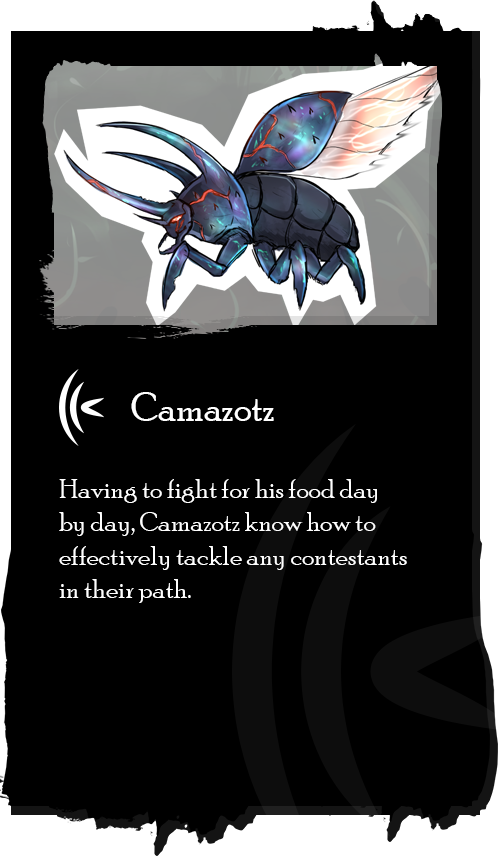 Camazotz
Having to fight for his food day
by day, Camazotz know how to
effectively tackle any contestants
in their path.